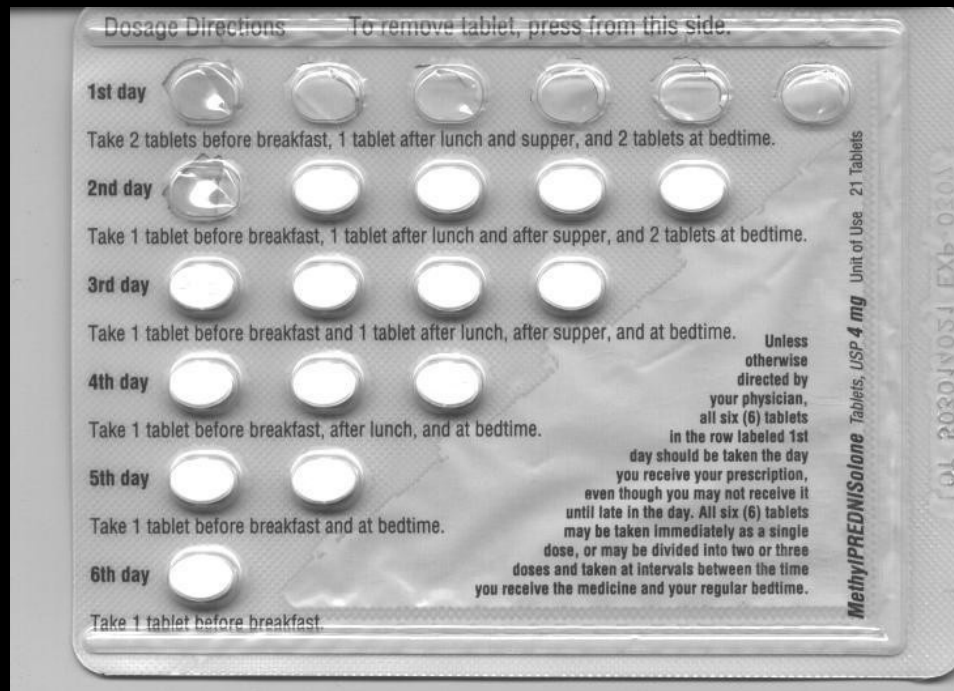 Dosage Directions To remove tablet, press from this side.
1st day
Take 2 tablets before breakfast, 1 tablet after lunch and supper, and 2 tablets at bedtime.
2nd day
Take 1 tablet before breakfast, 1 tablet after lunch and after supper, and 2 tablets at bedtime.
3rd day
Take 1 tablet before breakfast and 1 tablet after lunch, after supper, and at bedtime.
4th day
Take 1 tablet before breakfast, after lunch, and at bedtime.
5th day
Take 1 tablet before breakfast and at bedtime.
6th day
Take 1 tablet before breakfast.
Unless
otherwise
directed by
your physician,
all six (6) tablets
in the row labeled 1st
day should be taken the day
you receive your prescription,
even though you may not receive it
until late in the day. All six (6) tablets
may be taken immediately as a single
dose, or may be divided into two or three
doses and taken at intervals between the time
you receive the medicine and your regular bedtime.
MethylPREDNISolone Tablets, USP 4 mg Unit of Use 21 Tablets